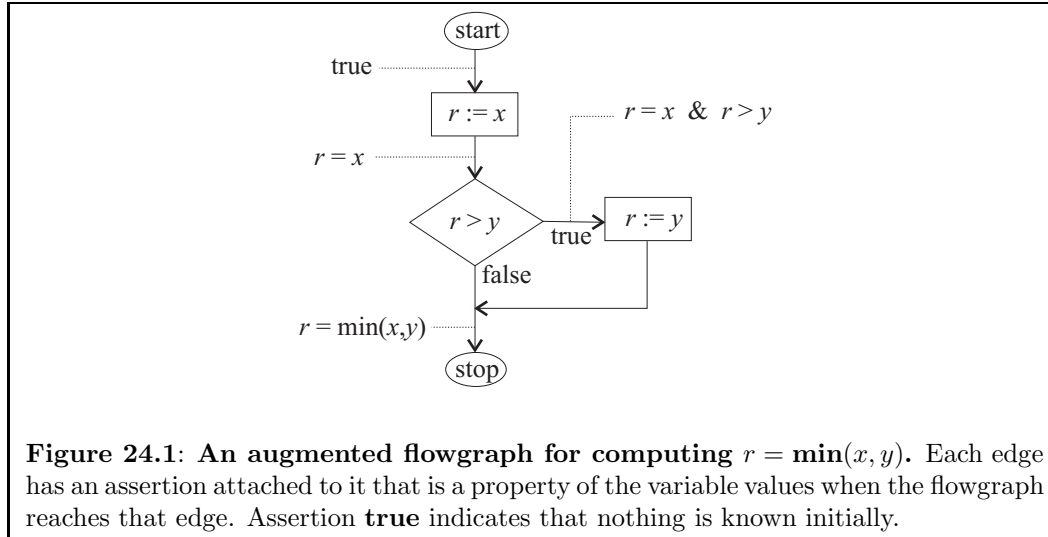 start
true
r := x
r = x & r > y
r = x
r > y
r := y
true
false
r = min(x,y)
stop
Figure 24.1: An augmented flowgraph for computing r = min(x, y). Each edge
has an assertion attached to it that is a property of the variable values when the flowgraph
reaches that edge. Assertion true indicates that nothing is known initially.